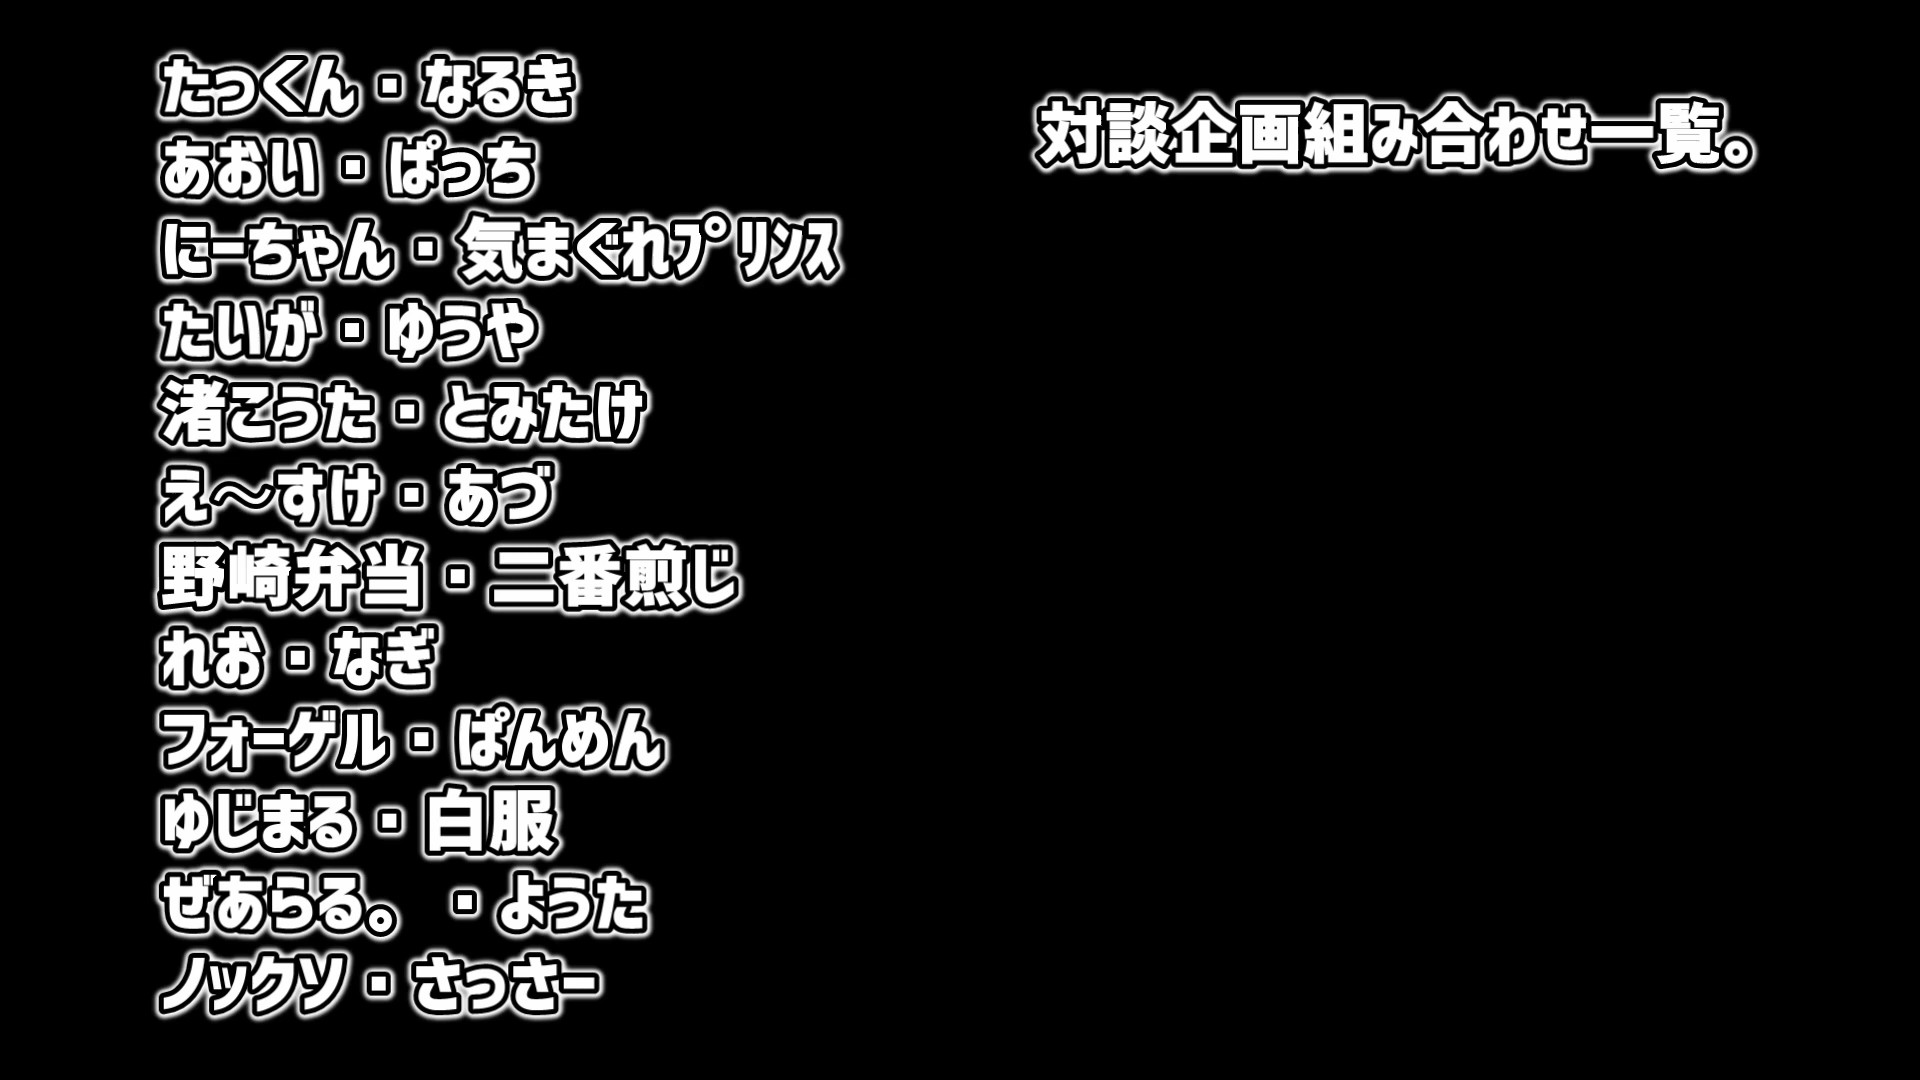 たっくん・なるき
あおい・ぱっち
にーちゃん・気まぐれﾌﾟﾘﾝｽ
たいが・ゆうや
渚こうた・とみたけ
え～すけ・あづ
野崎弁当・二番煎じ
れお・なぎ
フォーゲル・ぱんめん
ゆじまる・白服
ぜあらる。・ようた
ノックソ・さっさー
対談企画組み合わせ一覧。